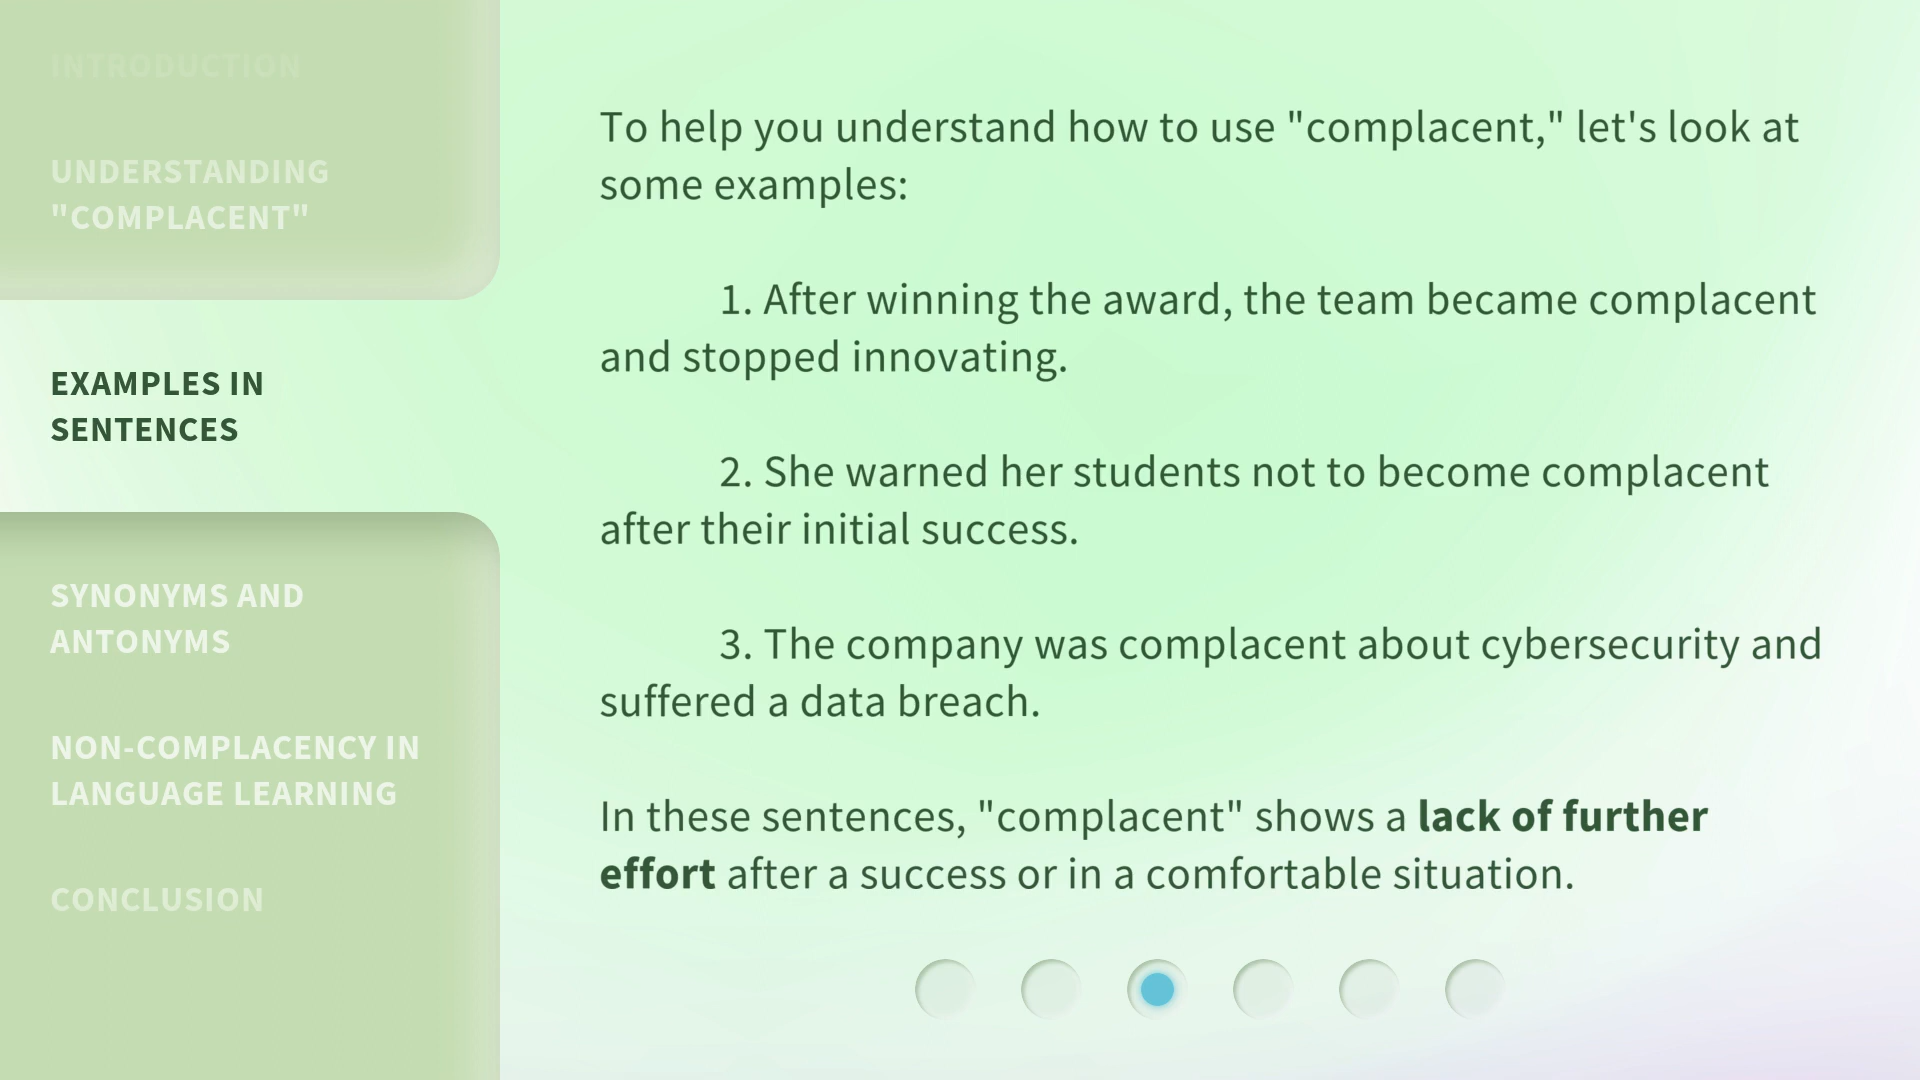 INTRODUCTION
UNDERSTANDING
"COMPLACENT"
EXAMPLES IN
SENTENCES
SYNONYMS AND
ANTONYMS
NON-COMPLACENCY IN
LANGUAGE LEARNING
CONCLUSION
To help you understand how to use "complacent," let's look at
some examples:
1. After winning the award, the team became complacent
and stopped innovating.
2. She warned her students not to become complacent
after their initial success.
3. The company was complacent about cybersecurity and
suffered a data breach.
In these sentences, "complacent" shows a lack of further
effort after a success or in a comfortable situation.